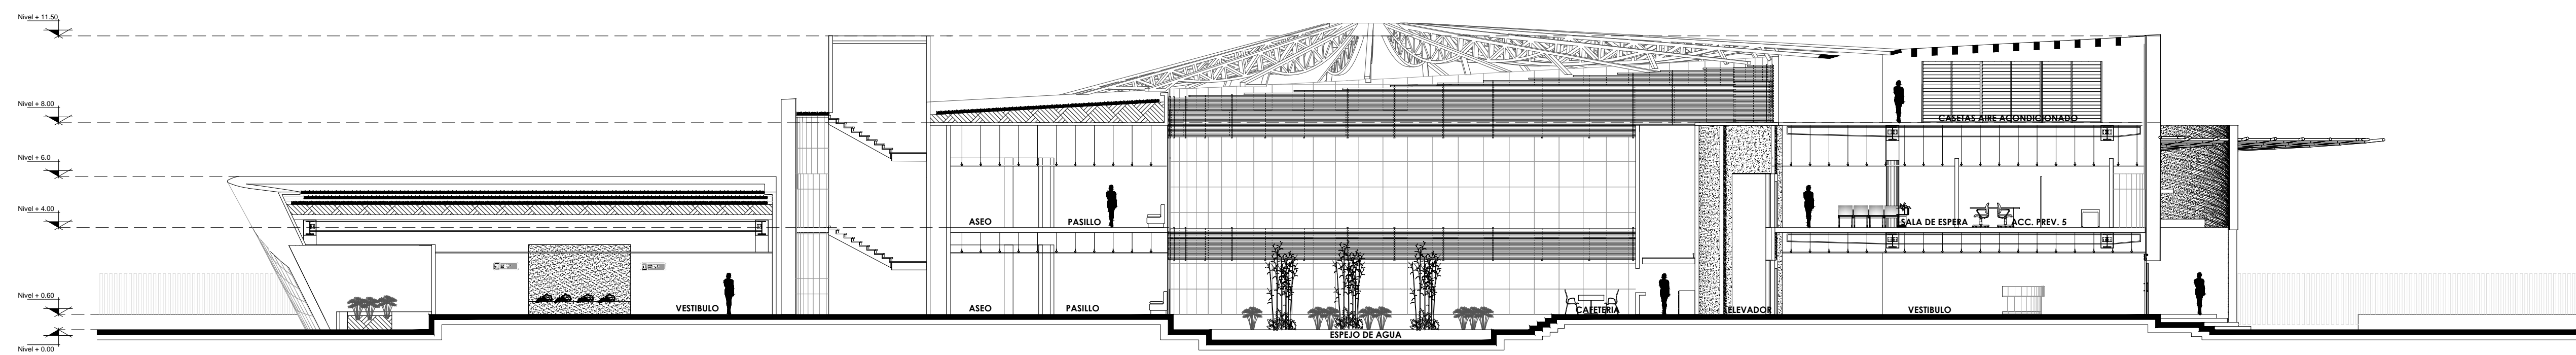 Nivel + 11.50
Nivel + 8.00
CASETAS AIRE ACONDICIONADO
Nivel + 6.0
Nivel + 4.00
ASEO
PASILLO
SALA DE ESPERA
ACC. PREV. 5
Nivel + 0.60
VESTIBULO
ASEO
PASILLO
CAFETERIA
ELEVADOR
VESTIBULO
ESPEJO DE AGUA
Nivel + 0.00